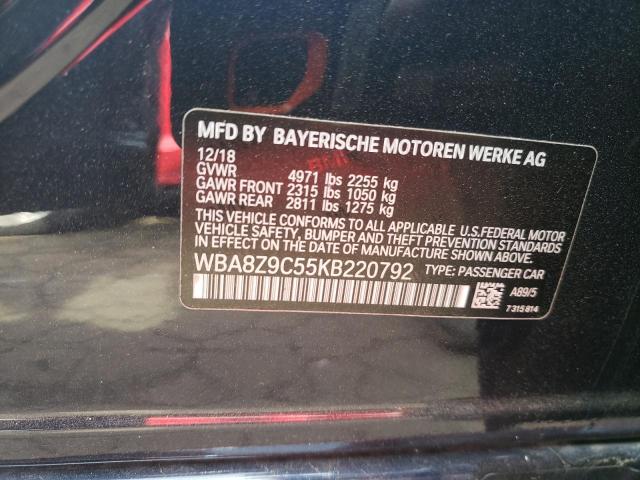 MFD BY BAYERISCHE MOTOREN WERKE AG
12/18
GVWR 4971 lbs 2255 kg
GAWR FRONT 2315 lbs 1050 kg
GAWR REAR 2811 lbs 1275 kg
THIS VEHICLE CONFORMS TO ALL APPLICABLE U.S.FEDERAL MOTOR
VEHICLE SAFETY, BUMPER AND THEFT PREVENTION STANDARDS
IN EFFECT ON THE DATE OF MANUFACTURE SHOWN ABOVE.
WBA8Z9C55KB220792 TYPE: PASSENGER CAR
A89/5
7315814